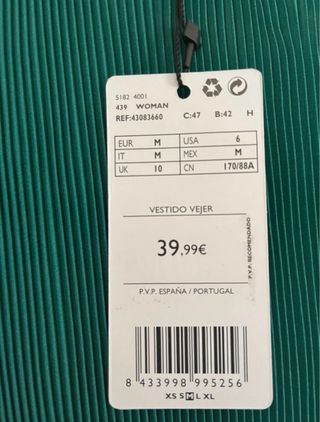 5182 4001
439 WOMAN
REF:43083660 C:47 B:42 H
EUR M USA 6
IT M MEX M
UK 10 CN 170/88A
VESTIDO VEJER
39,99€
P.V.P. RECOMENDADO
P.V.P. ESPAÑA / PORTUGAL
8 433998 995256
XS S M L XL